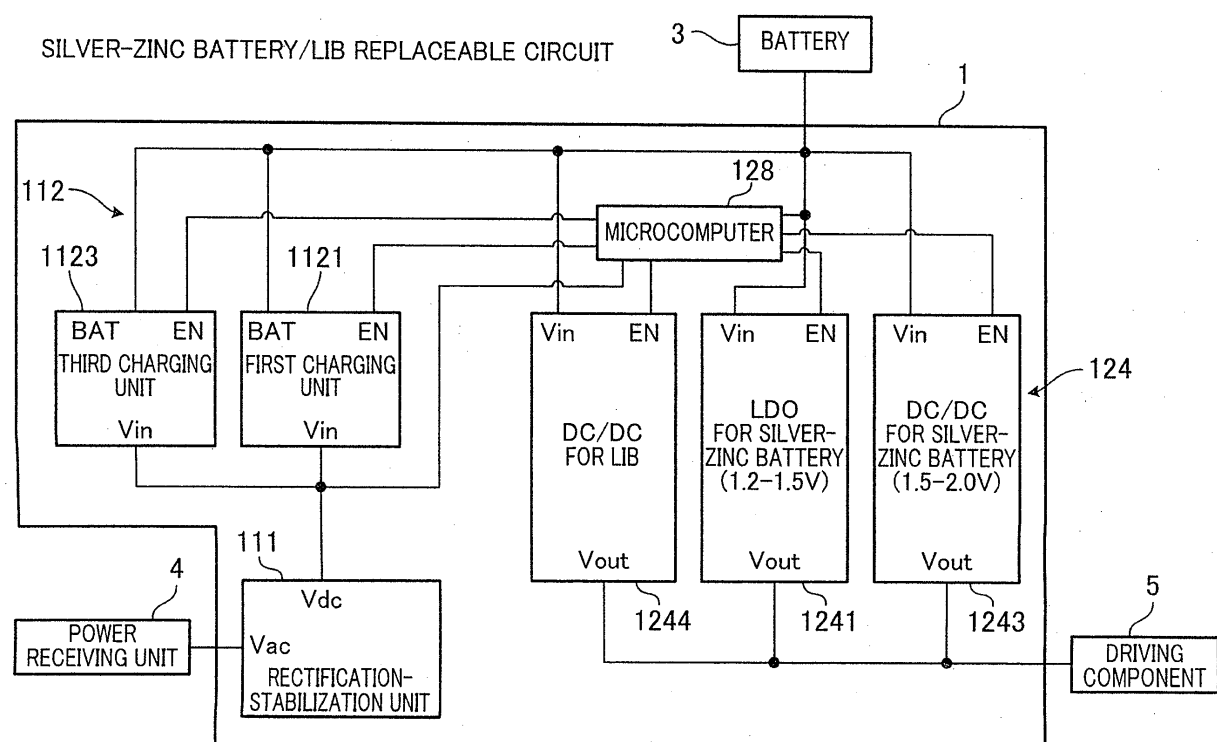 SILVER-ZINC BATTERY/LIB REPLACEABLE CIRCUIT
3
BATTERY
1
112
128
MICROCOMPUTER
1123
BAT EN
THIRD CHARGING
UNIT
Vin
1121
BAT EN
FIRST CHARGING
UNIT
Vin
Vin EN
DC/DC
FOR LIB
Vout
1244
Vin EN
LDO
FOR SILVER-
ZINC BATTERY
(1.2-1.5V)
Vout
1241
Vin EN
DC/DC
FOR SILVER-
ZINC BATTERY
(1.5-2.0V)
Vout
1243
124
4
POWER
RECEIVING UNIT
111
Vdc
Vac
RECTIFICATION-
STABILIZATION UNIT
5
DRIVING
COMPONENT